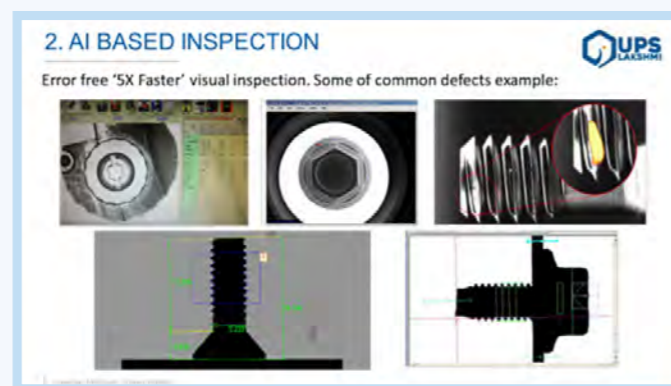 2. AI BASED INSPECTION
UPS
LAKSHMI
Error free ‘5X Faster’ visual inspection. Some of common defects example: